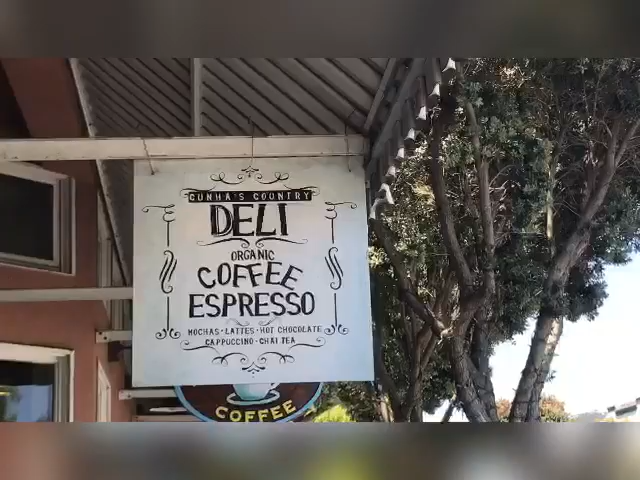 CUNHA'S COUNTRY
DELI
ORGANIC
COFFEE
ESPRESSO
MOCHAS · LATTES · HOT CHOCOLATE
CAPPUCCINO · CHAI TEA
COFFEE